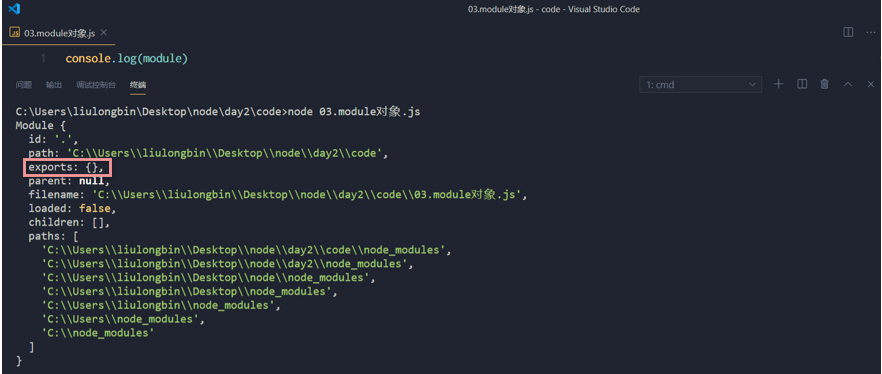 03.module对象.js - code - Visual Studio Code
JS 03.module对象.js ×
1 console.log(module)
问题 输出 调试控制台 终端
1: cmd
C:\Users\liulongbin\Desktop\node\day2\code>node 03.module对象.js
Module {
  id: '.',
  path: 'C:\\Users\\liulongbin\\Desktop\\node\\day2\\code',
  exports: {},
  parent: null,
  filename: 'C:\\Users\\liulongbin\\Desktop\\node\\day2\\code\\03.module对象.js',
  loaded: false,
  children: [],
  paths: [
    'C:\\Users\\liulongbin\\Desktop\\node\\day2\\code\\node_modules',
    'C:\\Users\\liulongbin\\Desktop\\node\\day2\\node_modules',
    'C:\\Users\\liulongbin\\Desktop\\node\\node_modules',
    'C:\\Users\\liulongbin\\Desktop\\node_modules',
    'C:\\Users\\liulongbin\\node_modules',
    'C:\\Users\\node_modules',
    'C:\\node_modules'
  ]
}